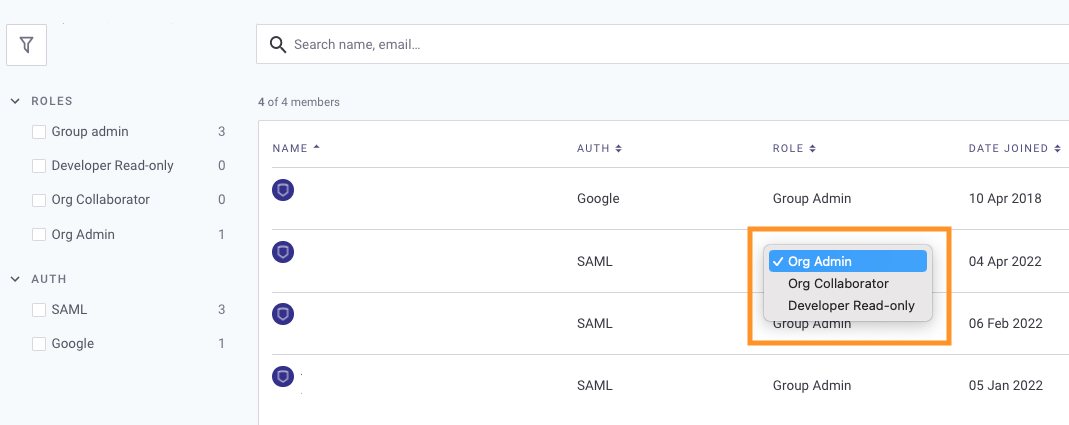 Search name, email...
ROLES
Group admin 3
Developer Read-only 0
Org Collaborator 0
Org Admin 1
AUTH
SAML 3
Google 1
4 of 4 members
NAME AUTH ROLE DATE JOINED
Google Group Admin 10 Apr 2018
SAML Org Admin 04 Apr 2022
Org Collaborator
Developer Read-only
SAML Group Admin 06 Feb 2022
SAML Group Admin 05 Jan 2022